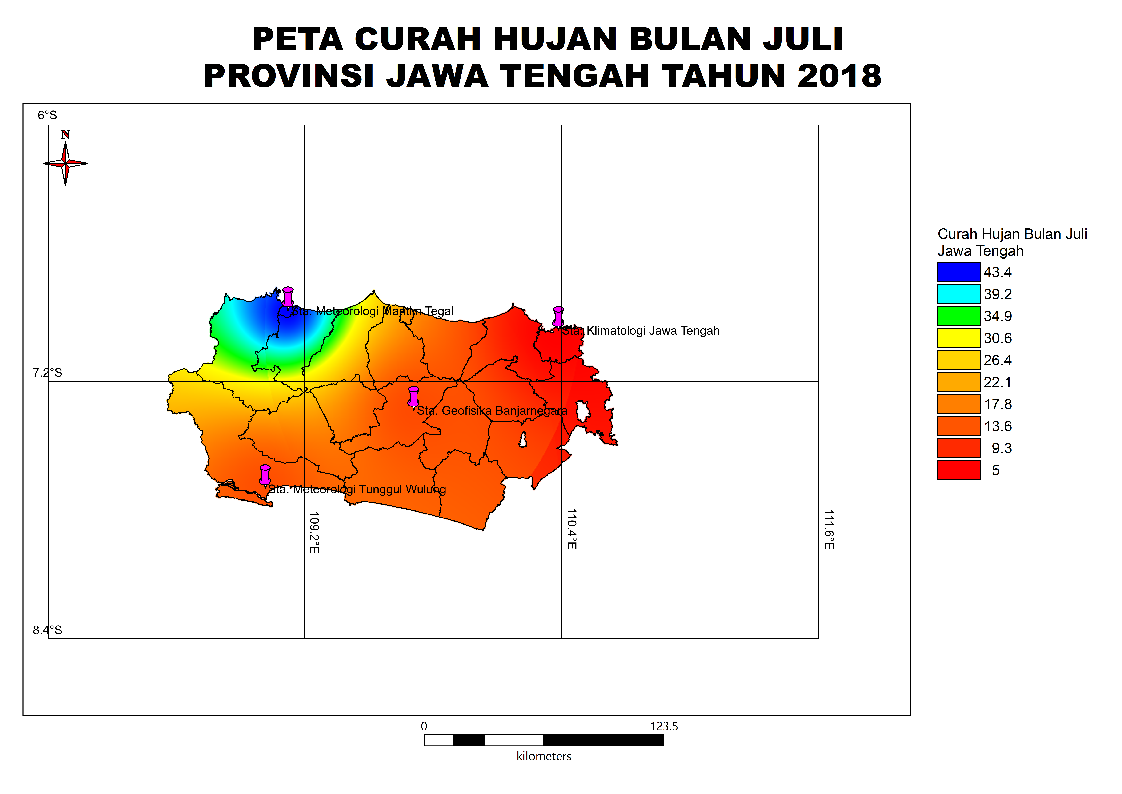 PETA CURAH HUJAN BULAN JULI
PROVINSI JAWA TENGAH TAHUN 2018
6°S
N
Curah Hujan Bulan Juli
Jawa Tengah
43.4
39.2
34.9
30.6
26.4
22.1
17.8
13.6
9.3
5
Sta. Meteorologi Maritim Tegal
Sta. Klimatologi Jawa Tengah
7.2°S
Sta. Geofisika Banjarnegara
Sta. Meteorologi Tunggul Wulung
109.2°E
110.4°E
111.6°E
8.4°S
0
123.5
kilometers